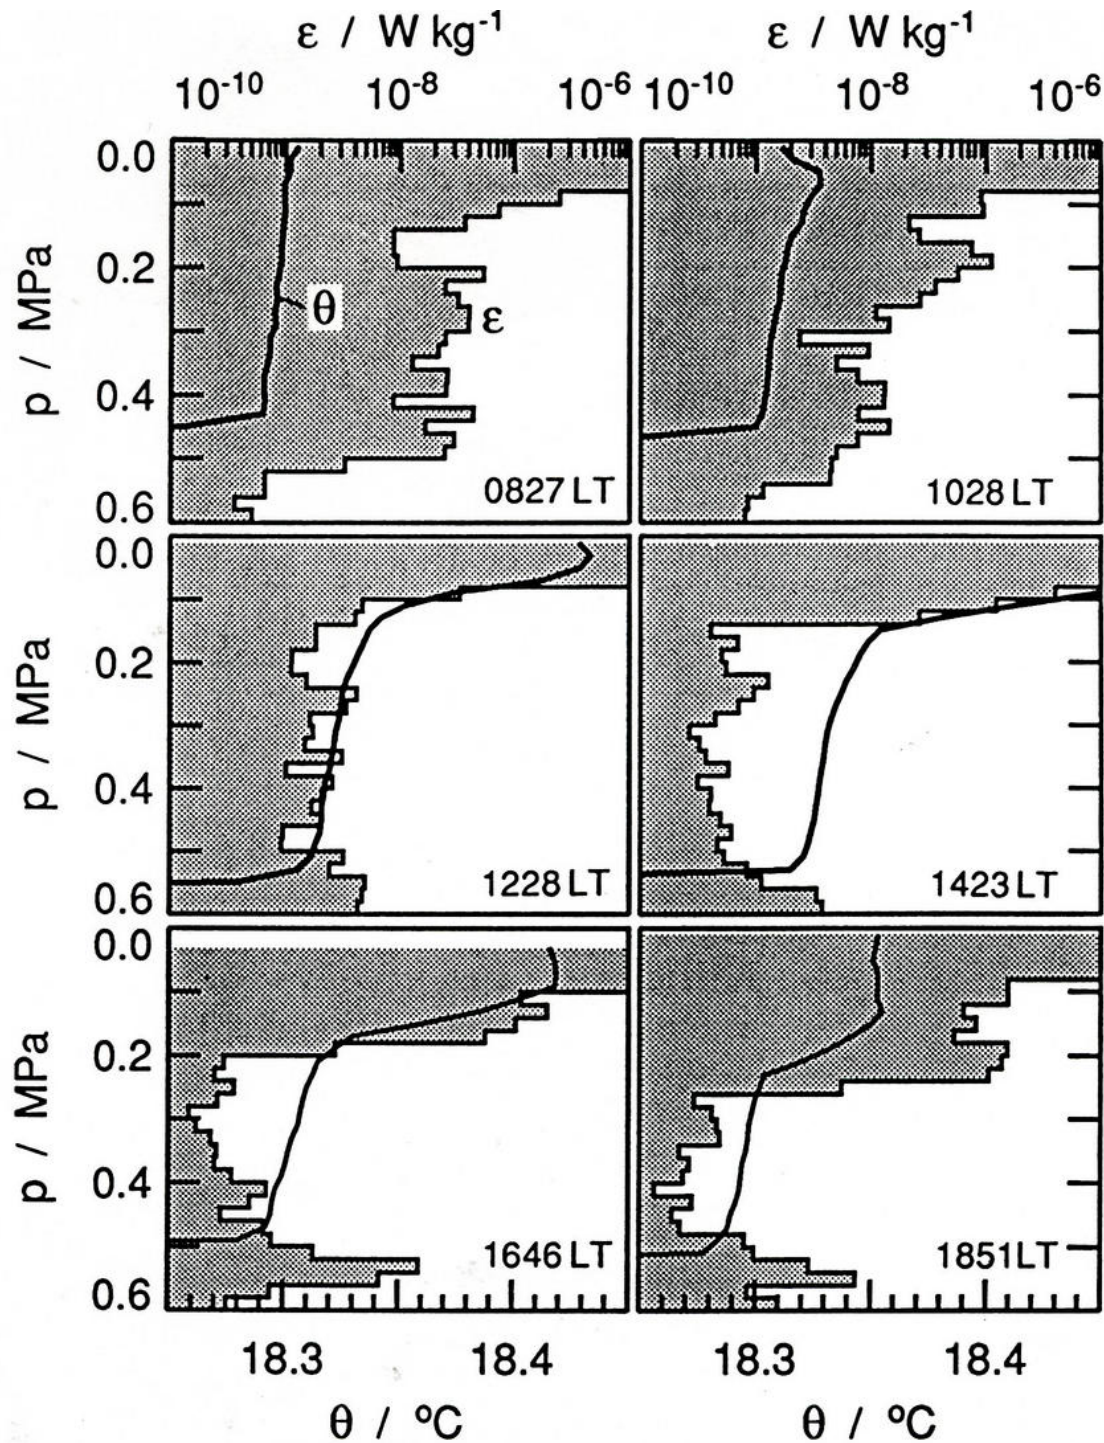 ε / W kg-1 ε / W kg-1
10-10 10-8 10-6 10-10 10-8 10-6
0.0
0.2
0.4
0.6
p / MPa
θ
ε
0827 LT
1028 LT
0.0
0.2
0.4
0.6
p / MPa
1228 LT
1423 LT
0.0
0.2
0.4
0.6
p / MPa
1646 LT
1851LT
18.3 18.4 18.3 18.4
θ / ºC θ / ºC